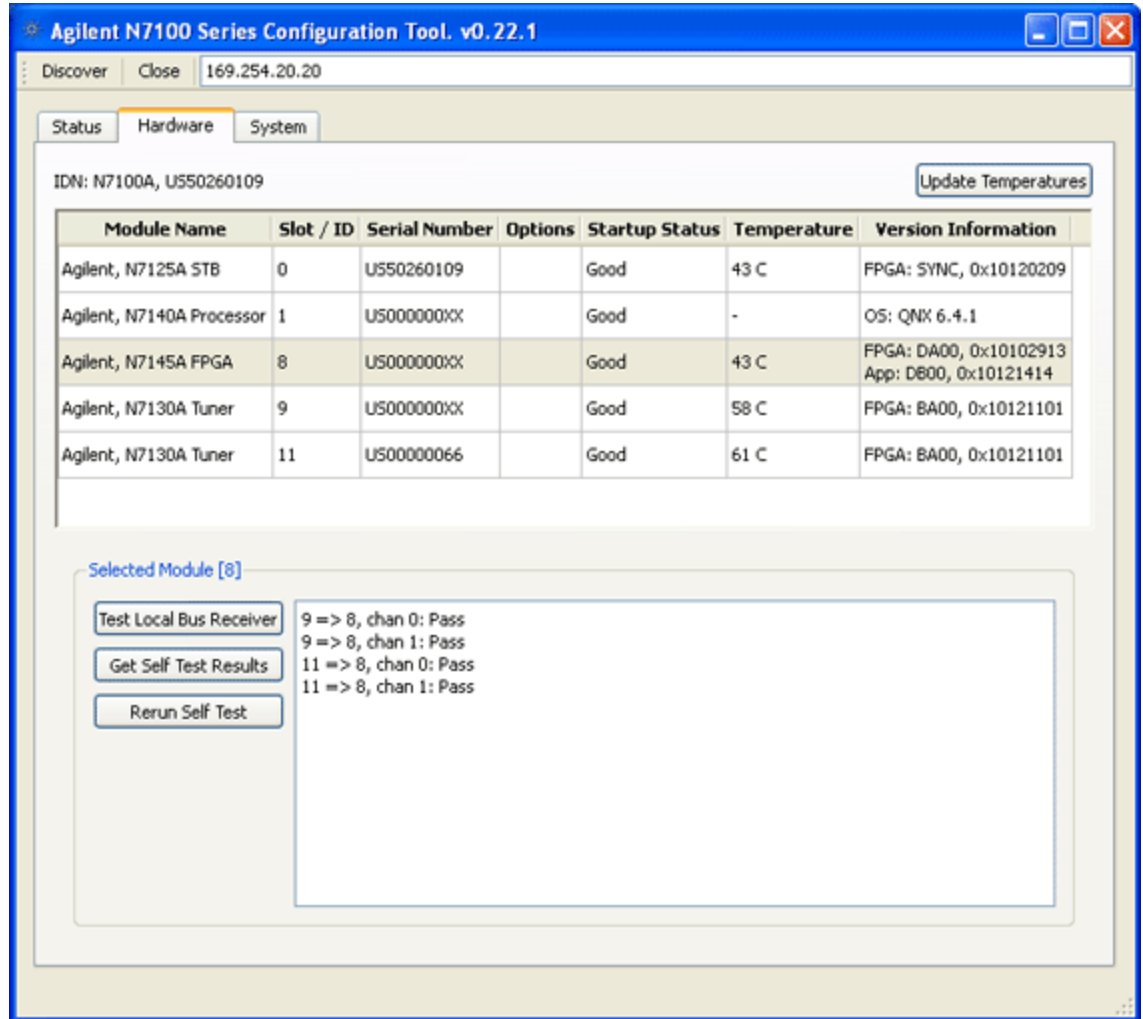 Agilent N7100 Series Configuration Tool. v0.22.1
Discover Close 169.254.20.20
Status Hardware System
IDN: N7100A, US50260109 Update Temperatures
Module Name Slot / ID Serial Number Options Startup Status Temperature Version Information
Agilent, N7125A STB 0 US50260109 Good 43 C FPGA: SYNC, 0x10120209
Agilent, N7140A Processor 1 US000000XX Good - OS: QNX 6.4.1
Agilent, N7145A FPGA 8 US000000XX Good 43 C FPGA: DA00, 0x10102913
App: DB00, 0x10121414
Agilent, N7130A Tuner 9 US000000XX Good 58 C FPGA: BA00, 0x10121101
Agilent, N7130A Tuner 11 US00000066 Good 61 C FPGA: BA00, 0x10121101
Selected Module [8]
Test Local Bus Receiver
Get Self Test Results
Rerun Self Test
9 => 8, chan 0: Pass
9 => 8, chan 1: Pass
11 => 8, chan 0: Pass
11 => 8, chan 1: Pass